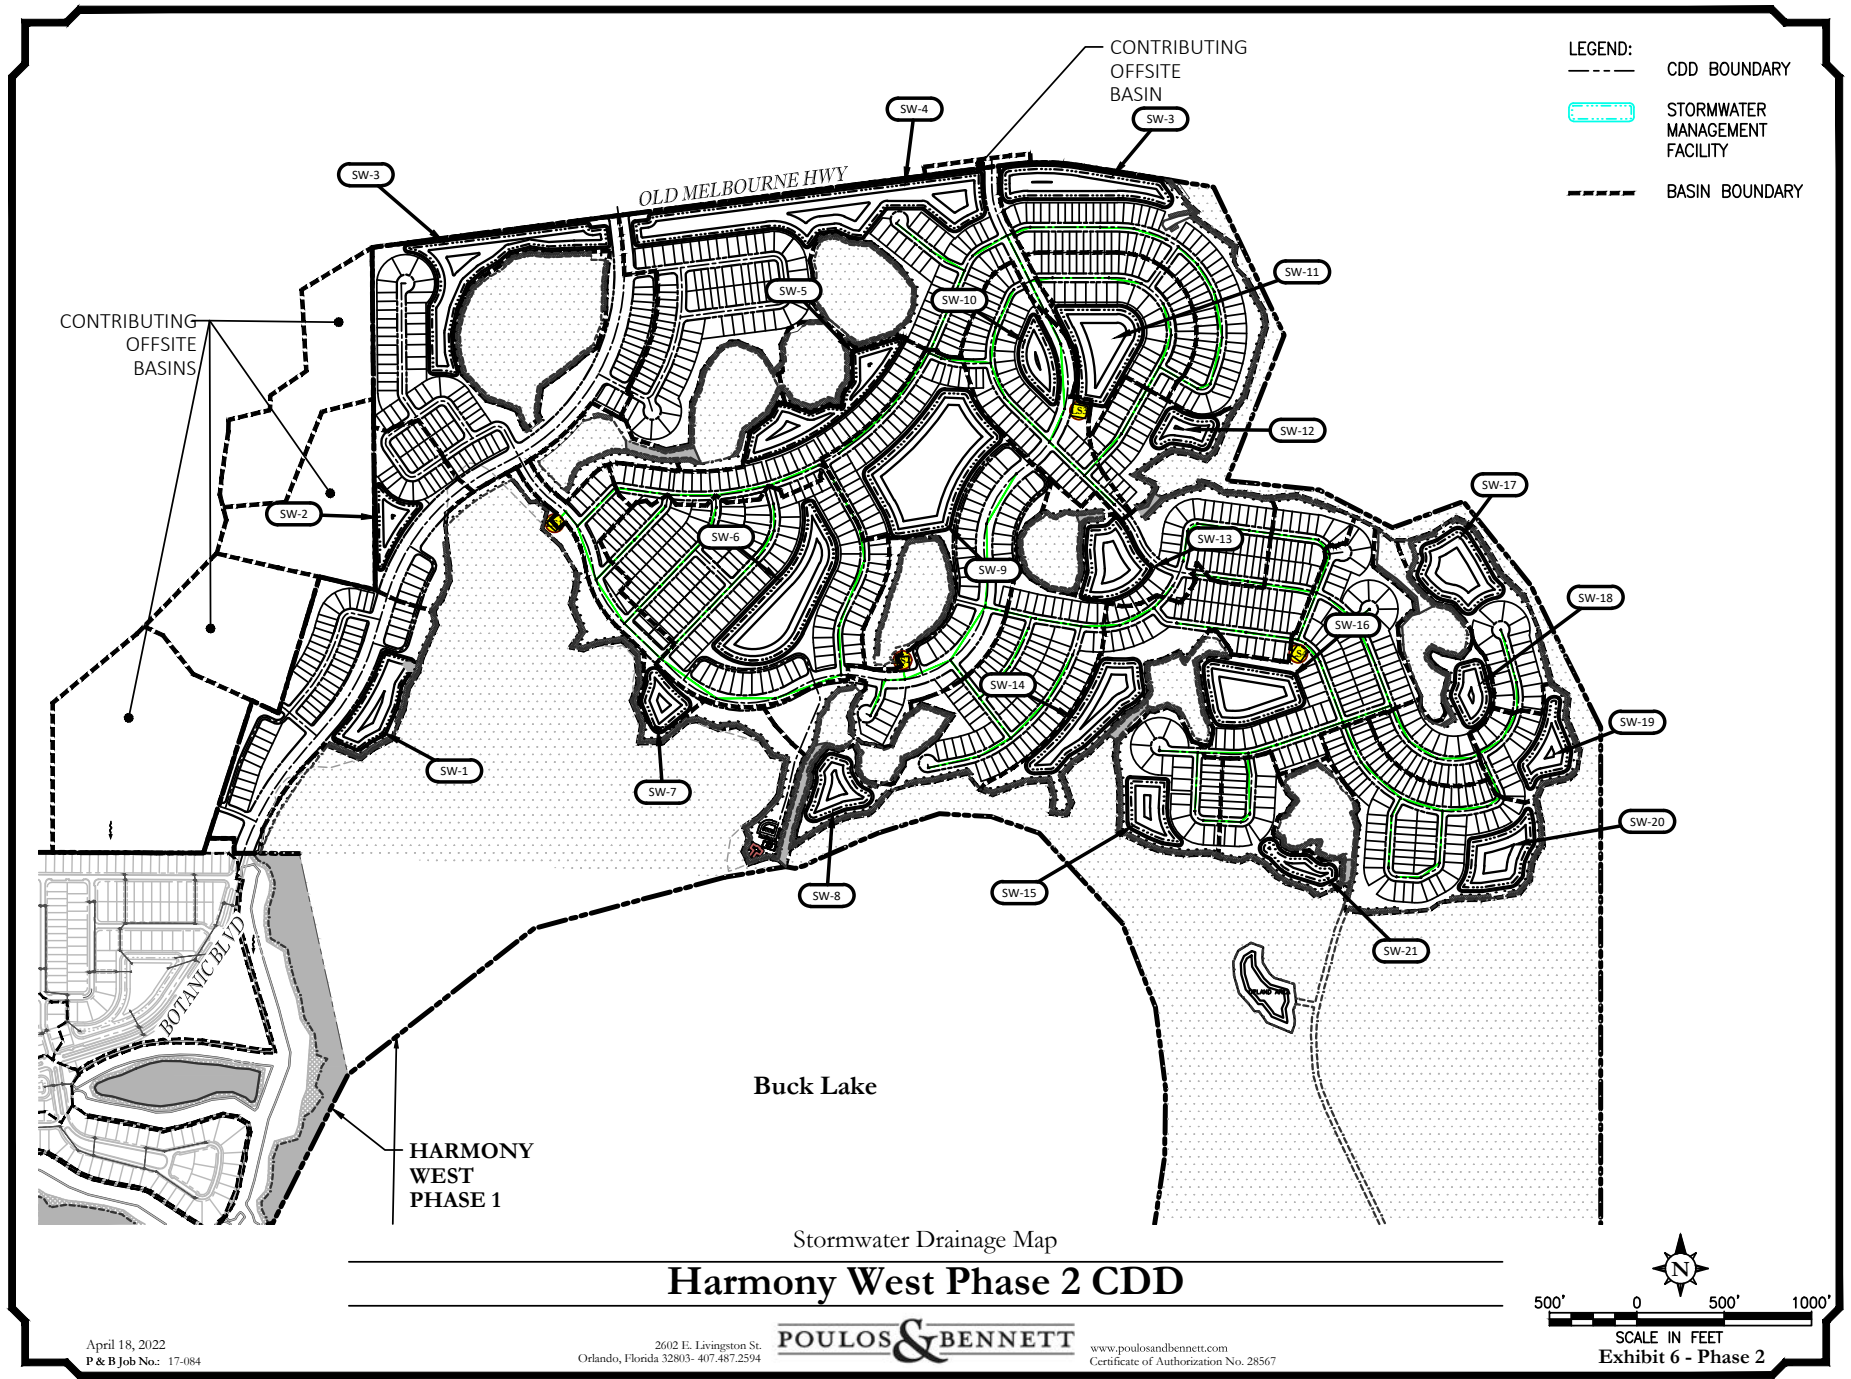 CONTRIBUTING
OFFSITE
BASIN
LEGEND:
CDD BOUNDARY
STORMWATER
MANAGEMENT
FACILITY
BASIN BOUNDARY
SW-4
SW-3
SW-3
OLD MELBOURNE HWY
SW-11
SW-5
SW-10
CONTRIBUTING
OFFSITE
BASINS
SW-12
SW-17
SW-2
SW-6
SW-13
SW-9
SW-18
SW-16
SW-14
SW-19
SW-1
SW-7
SW-20
SW-8
SW-15
SW-21
BOTANIC BLVD
UPLAND AREA
Buck Lake
HARMONY
WEST
PHASE 1
Stormwater Drainage Map
Harmony West Phase 2 CDD
N
500' 0 500' 1000'
SCALE IN FEET
Exhibit 6 - Phase 2
April 18, 2022
P & B Job No.: 17-084
2602 E. Livingston St.
Orlando, Florida 32803- 407.487.2594
POULOS & BENNETT
www.poulosandbennett.com
Certificate of Authorization No. 28567